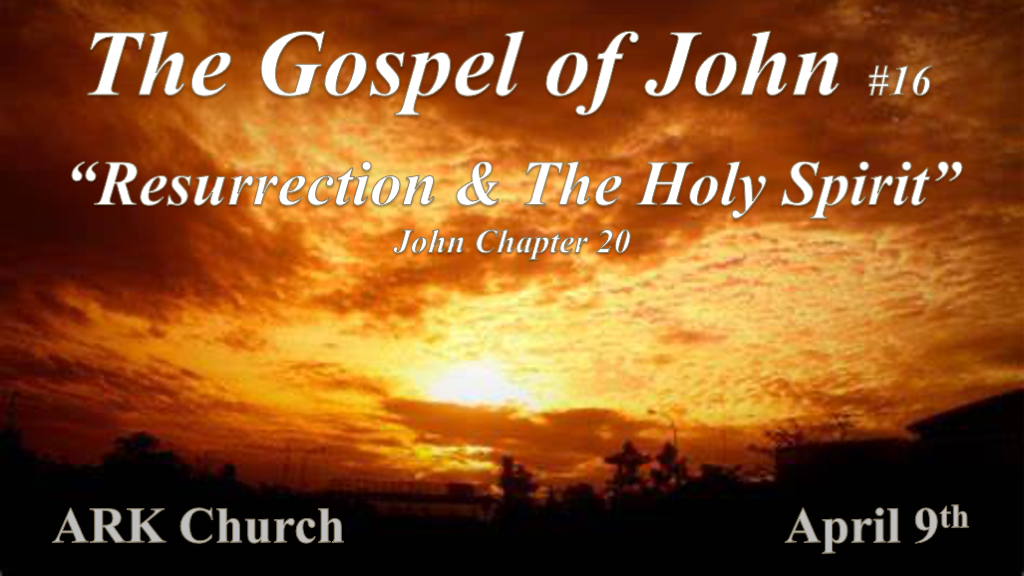 The Gospel of John #16
“Resurrection & The Holy Spirit”
John Chapter 20
ARK Church
April 9th